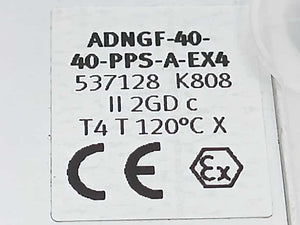 ADNGF-40-
40-PPS-A-EX4
537128 K808
II 2GD c
T4 T 120°C X
CE Ex